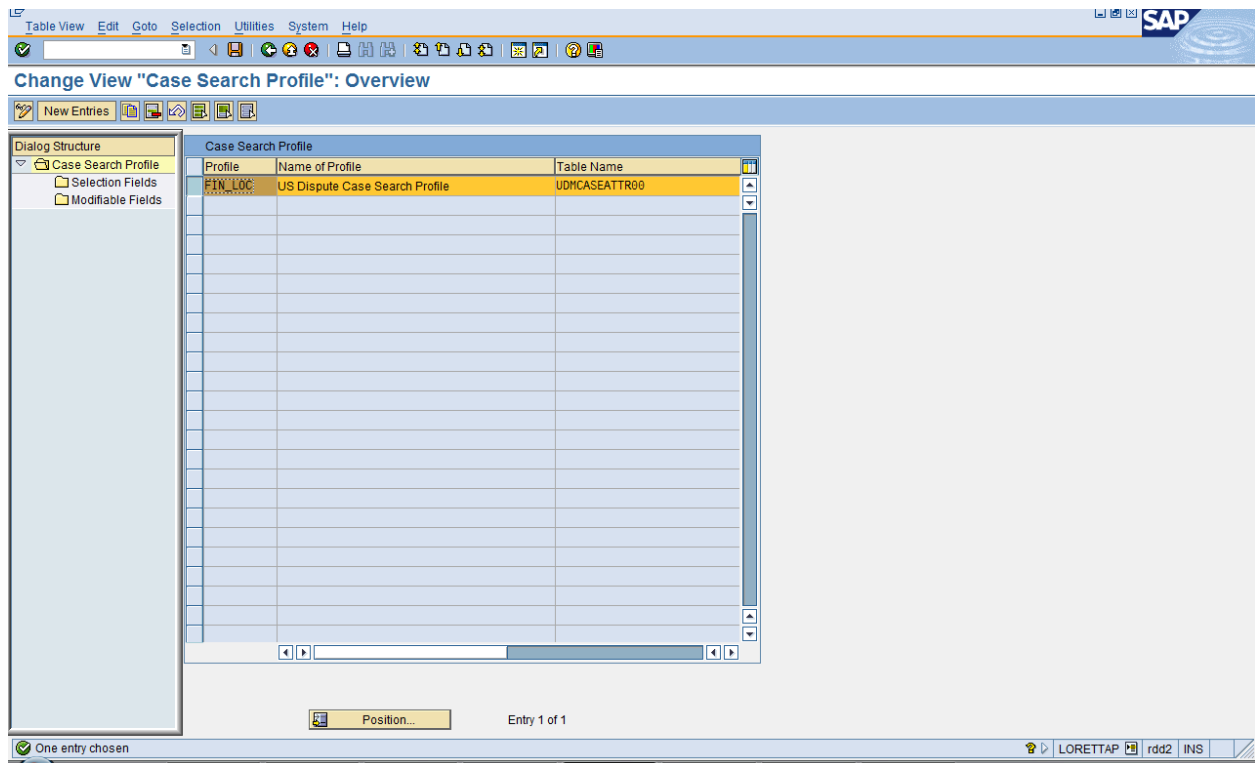 Table View Edit Goto Selection Utilities System Help
SAP
Change View "Case Search Profile": Overview
New Entries
Dialog Structure
Case Search Profile
Selection Fields
Modifiable Fields
Case Search Profile
Profile Name of Profile Table Name
FIN_LOC US Dispute Case Search Profile UDMCASEATTR00
Position... Entry 1 of 1
One entry chosen LORETTAP rdd2 INS